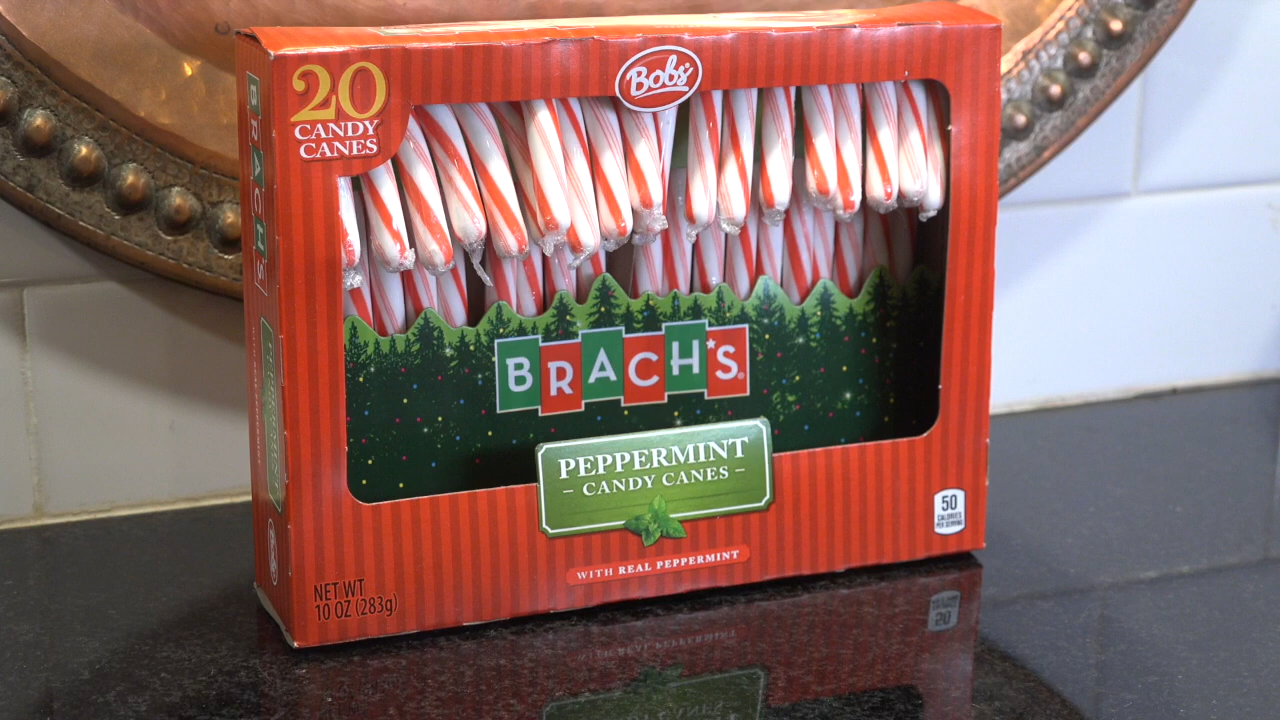 Bobs®
20
CANDY
CANES
BRACH'S
BRACH'S®
PEPPERMINT
– CANDY CANES –
WITH REAL PEPPERMINT
50
CALORIES
PER SERVING
NET WT
10 OZ (283g)